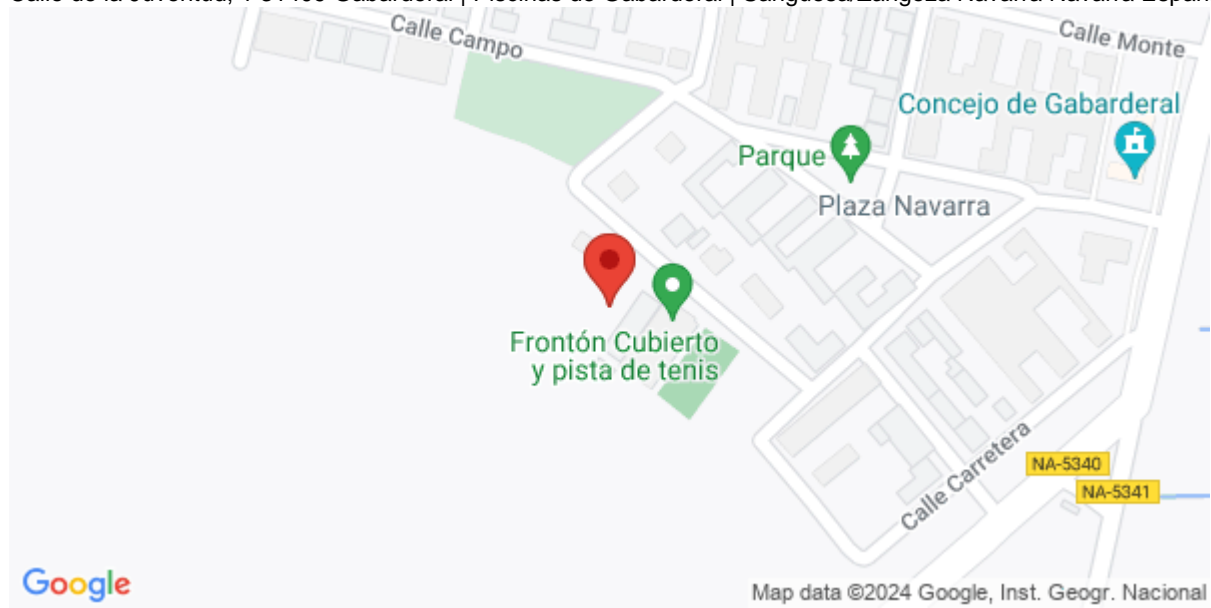 Calle Campo
Calle Monte
Concejo de Gabarderal
Parque
Plaza Navarra
Frontón Cubierto
y pista de tenis
Calle Carretera
NA-5340
NA-5341
Google
Map data ©2024 Google, Inst. Geogr. Nacional